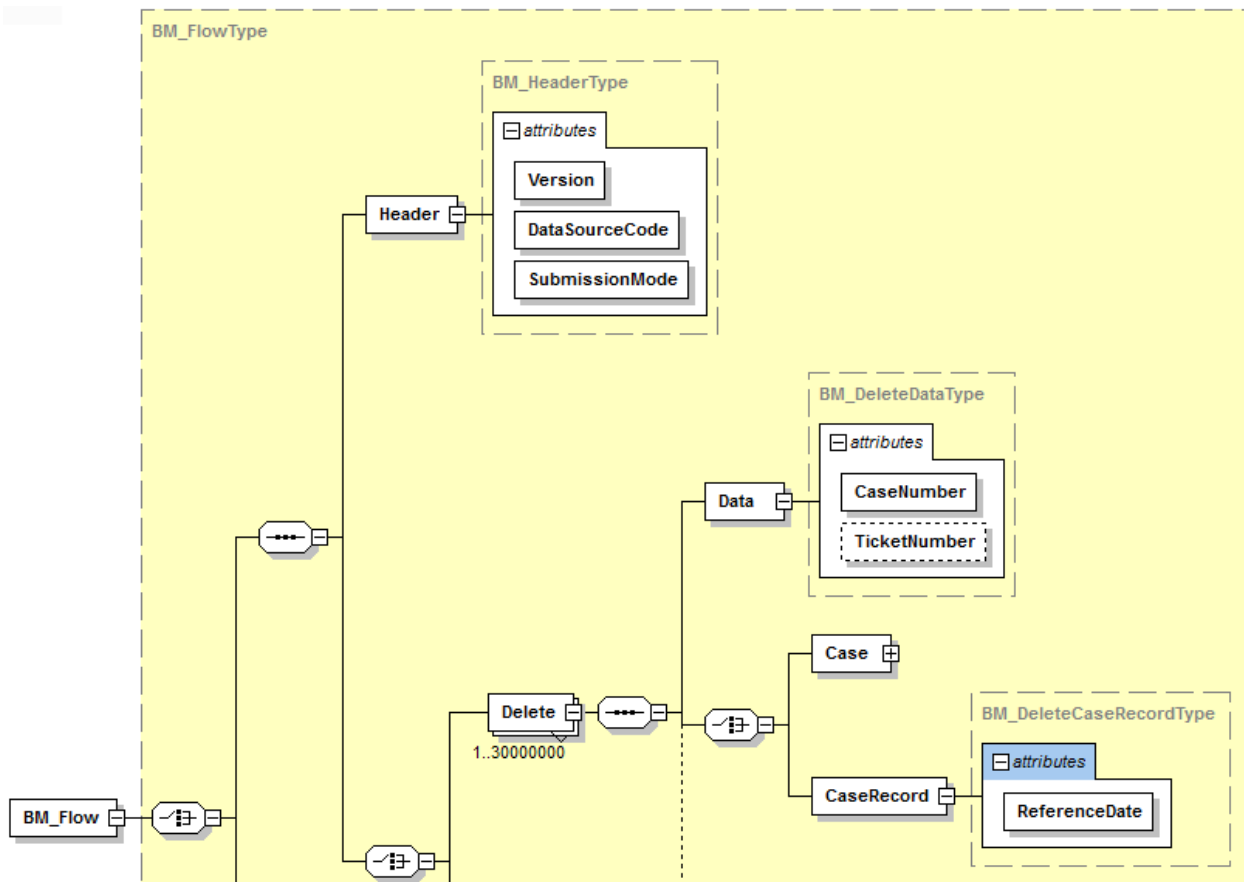 BM_FlowType
BM_HeaderType
attributes
Version
Header
DataSourceCode
SubmissionMode
BM_DeleteDataType
attributes
CaseNumber
Data
TicketNumber
Case
Delete
BM_DeleteCaseRecordType
1..30000000
attributes
CaseRecord
ReferenceDate
BM_Flow